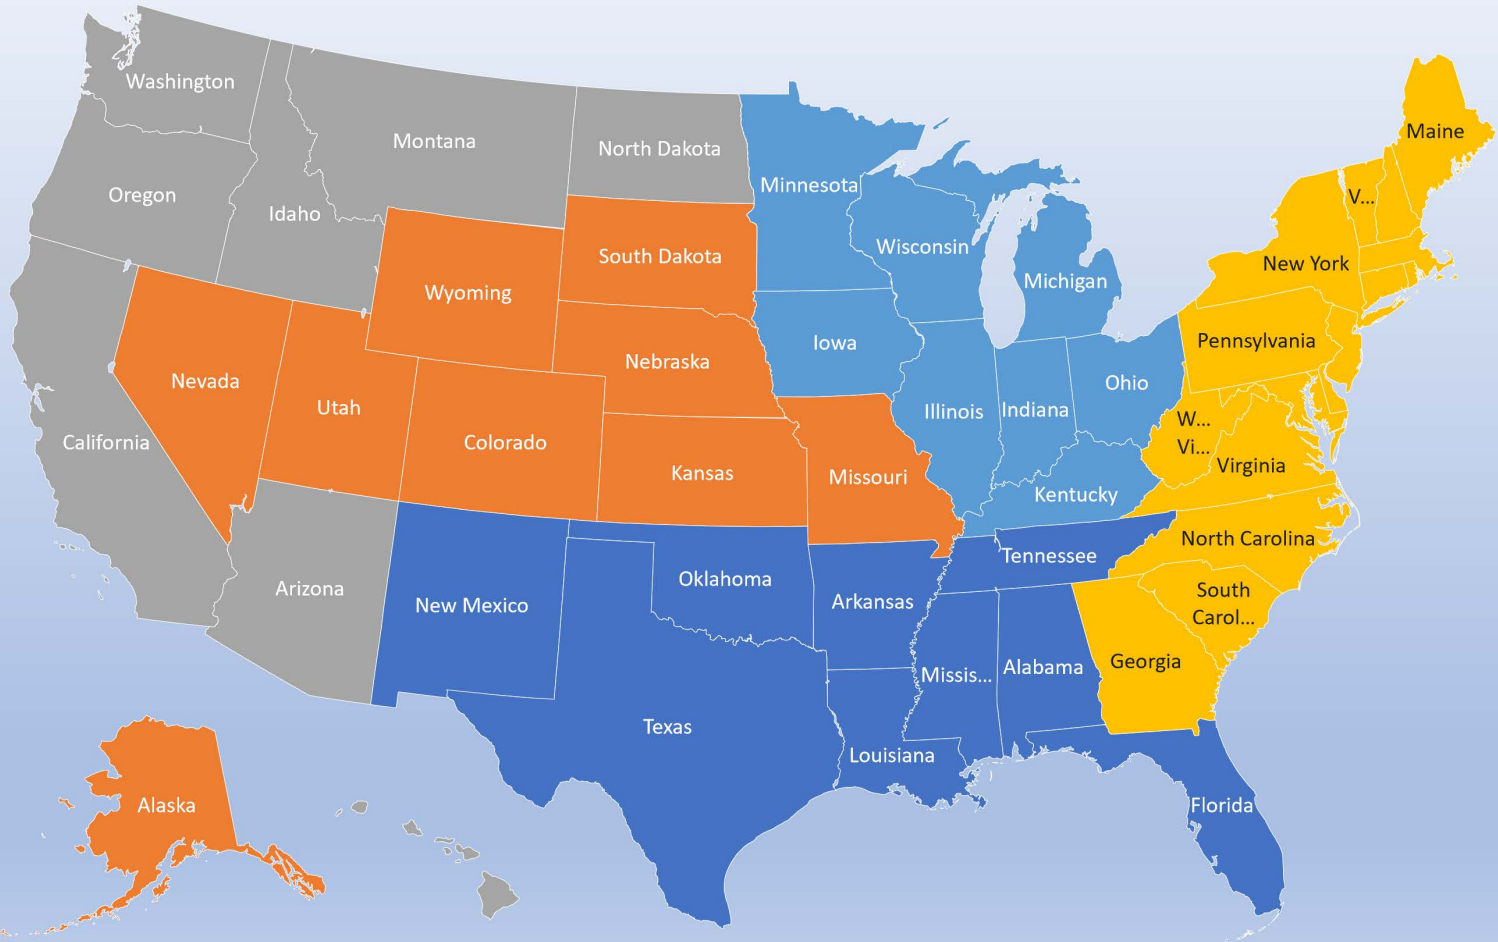 Washington
Montana
North Dakota
Maine
Oregon
Idaho
Minnesota
V...
Wisconsin
New York
South Dakota
Michigan
Wyoming
Iowa
Pennsylvania
Nebraska
Nevada
Utah
Ohio
Illinois
Indiana
W...
Vi...
California
Colorado
Kansas
Missouri
Virginia
Kentucky
North Carolina
Tennessee
Oklahoma
Arizona
New Mexico
Arkansas
South
Carol...
Georgia
Missis...
Alabama
Texas
Louisiana
Alaska
Florida